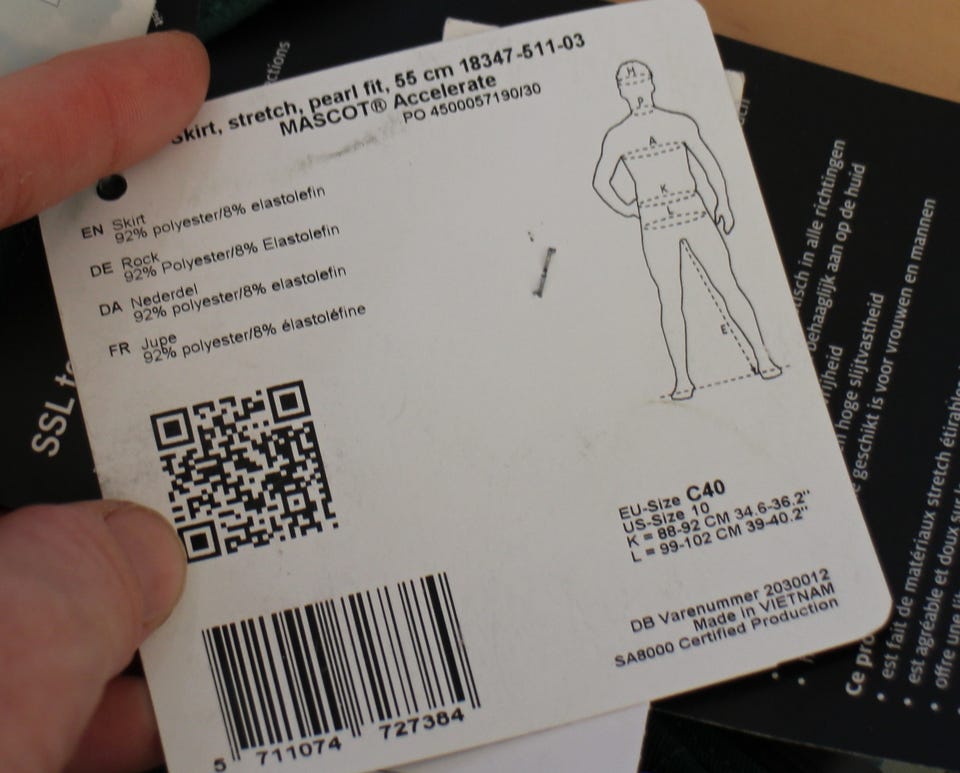 Skirt, stretch, pearl fit, 55 cm 18347-511-03
MASCOT® Accelerate
PO 4500057190/30
EN Skirt
92% polyester/8% elastolefin
DE Rock
92% Polyester/8% Elastolefin
DA Nederdel
92% polyester/8% elastolefin
FR Jupe
92% polyester/8% élastoléfine
H
P
A
K
L
E
EU-Size C40
US-Size 10
K = 88-92 CM 34.6-36.2"
L = 99-102 CM 39-40.2"
DB Varenummer 2030012
Made in VIETNAM
SA8000 Certified Production
5 711074 727384
SSL
ctions
in alle richtingen
behaaglijk aan op de huid
hoge slijtvastheid
geschikt is voor vrouwen en mannen
Ce
• est fait de matériaux stretch
• est agréable et doux
• offre une